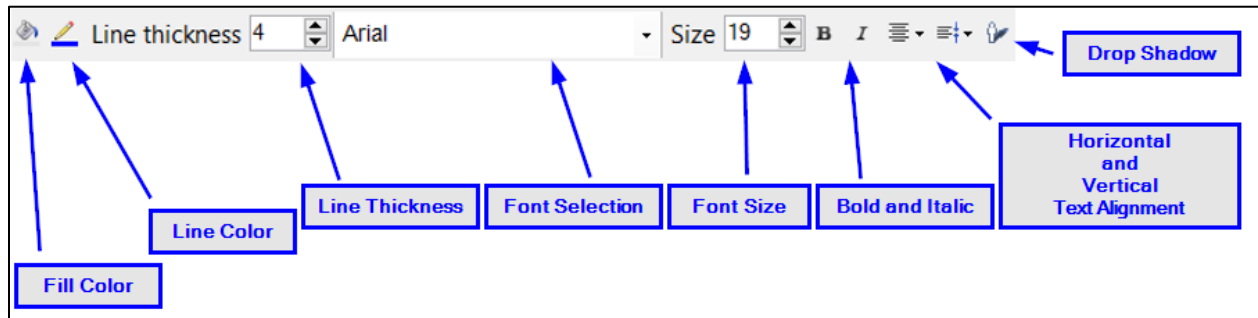 Line thickness 4 Arial Size 19 B I
Drop Shadow
Horizontal
and
Vertical
Text Alignment
Line Thickness
Font Selection
Font Size
Bold and Italic
Line Color
Fill Color